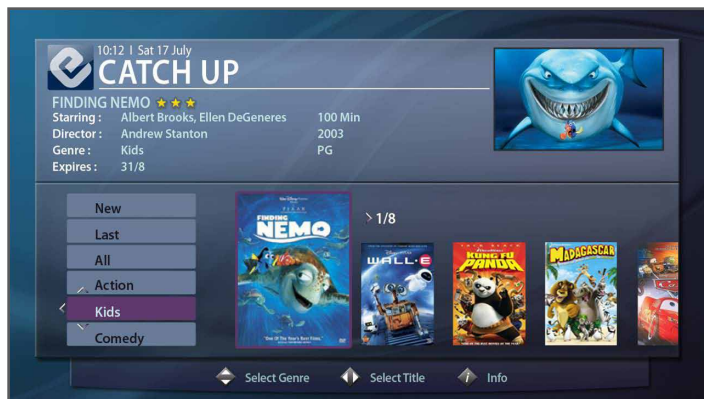 10:12 | Sat 17 July
CATCH UP
FINDING NEMO
Starring : Albert Brooks, Ellen DeGeneres 100 Min
Director : Andrew Stanton 2003
Genre : Kids PG
Expires : 31/8
New
Last
All
Action
Kids
Comedy
1/8
PIXAR
FINDING
NEMO
WALL·E
KUNG FU
PANDA
MADAGASCAR
Select Genre
Select Title
i Info